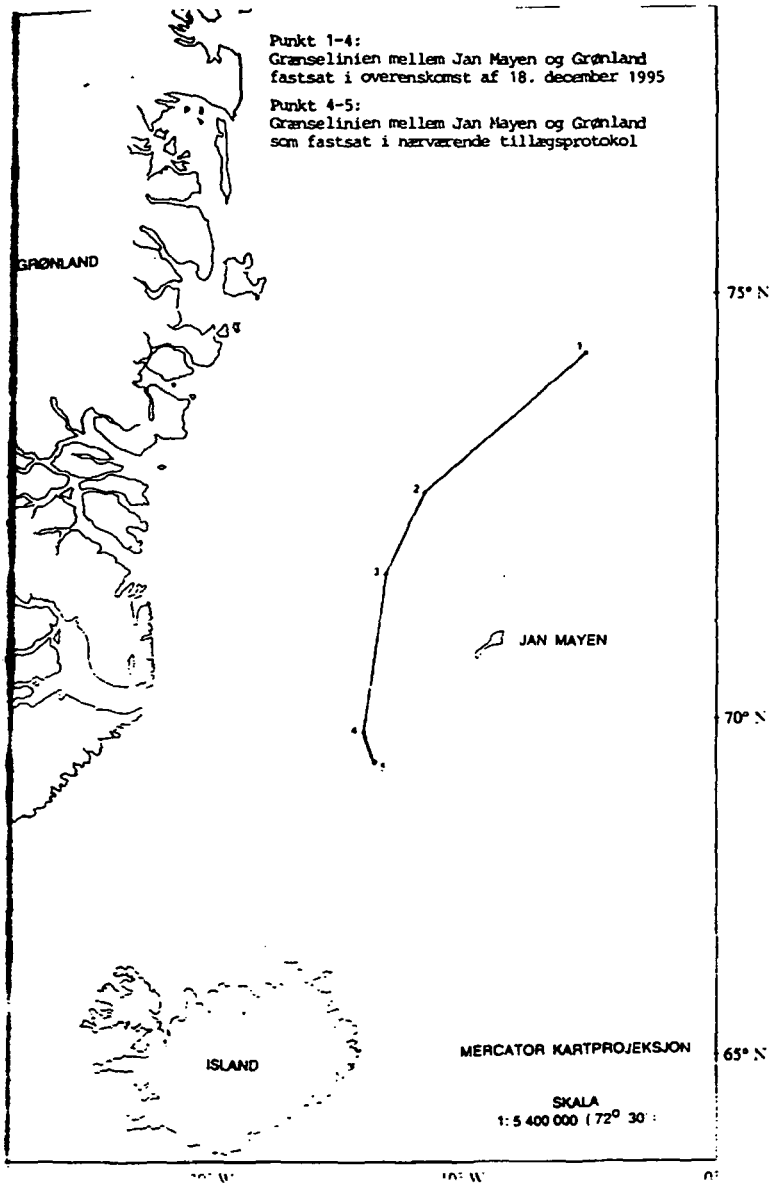 Punkt 1-4:
Grænselinien mellem Jan Mayen og Grønland
fastsat i overenskomst af 18. december 1995
Punkt 4-5:
Grænselinien mellem Jan Mayen og Grønland
som fastsat i nærværende tillægsprotokol
GRØNLAND
75° N
1
2
3
JAN MAYEN
70° N
4
5
MERCATOR KARTPROJEKSJON
65° N
ISLAND
SKALA
1: 5 400 000 (72° 30'